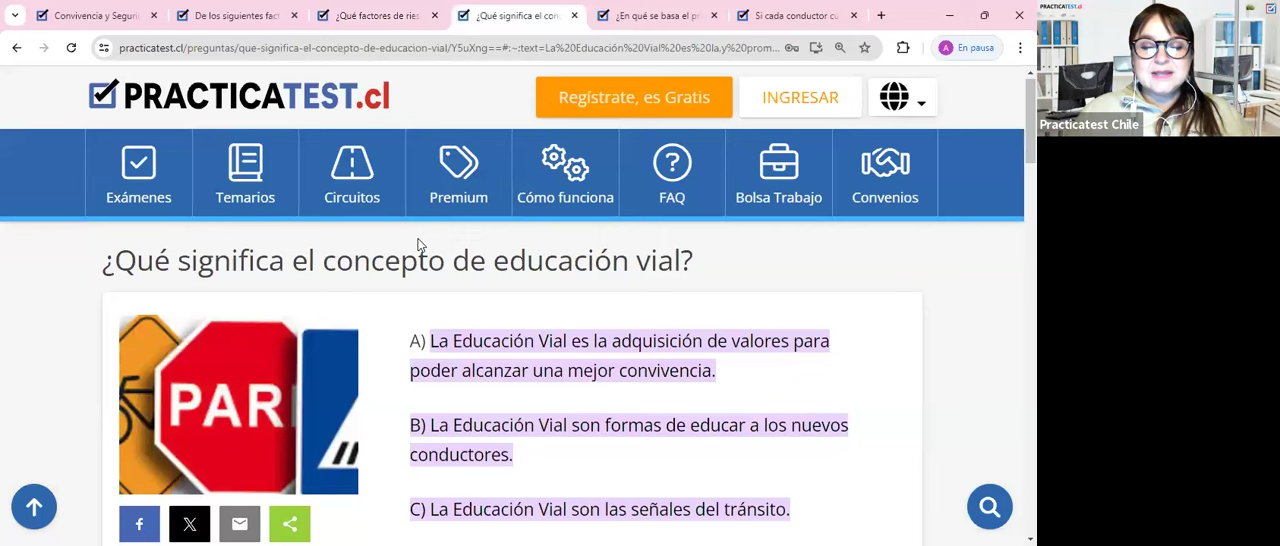 Convivencia y Seguri
De los siguientes fact
¿Qué factores de ries
¿Qué significa el con
¿En qué se basa el pr
Si cada conductor cu
practicatest.cl/preguntas/que-significa-el-concepto-de-educacion-vial/Y5uXng==#:~:text=La%20Educación%20Vial%20es%20la,y%20prom...
A
En pausa
PRACTICATEST.cl
Regístrate, es Gratis
INGRESAR
Exámenes
Temarios
Circuitos
Premium
Cómo funciona
FAQ
Bolsa Trabajo
Convenios
¿Qué significa el concepto de educación vial?
PAR
A) La Educación Vial es la adquisición de valores para
poder alcanzar una mejor convivencia.
B) La Educación Vial son formas de educar a los nuevos
conductores.
C) La Educación Vial son las señales del tránsito.
PRACTICATEST.cl
Practicatest Chile